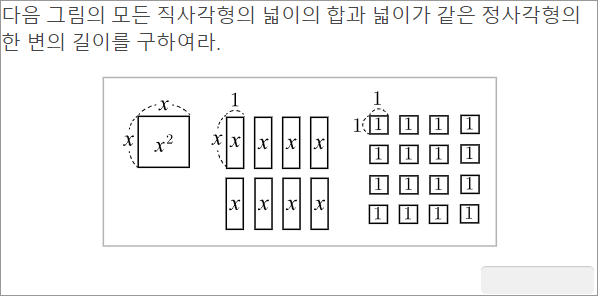 다음 그림의 모든 직사각형의 넓이의 합과 넓이가 같은 정사각형의
한 변의 길이를 구하여라.
x 1 1
x x² x x x x x 1 1 1 1 1
1 1 1 1
x x x x 1 1 1 1
1 1 1 1